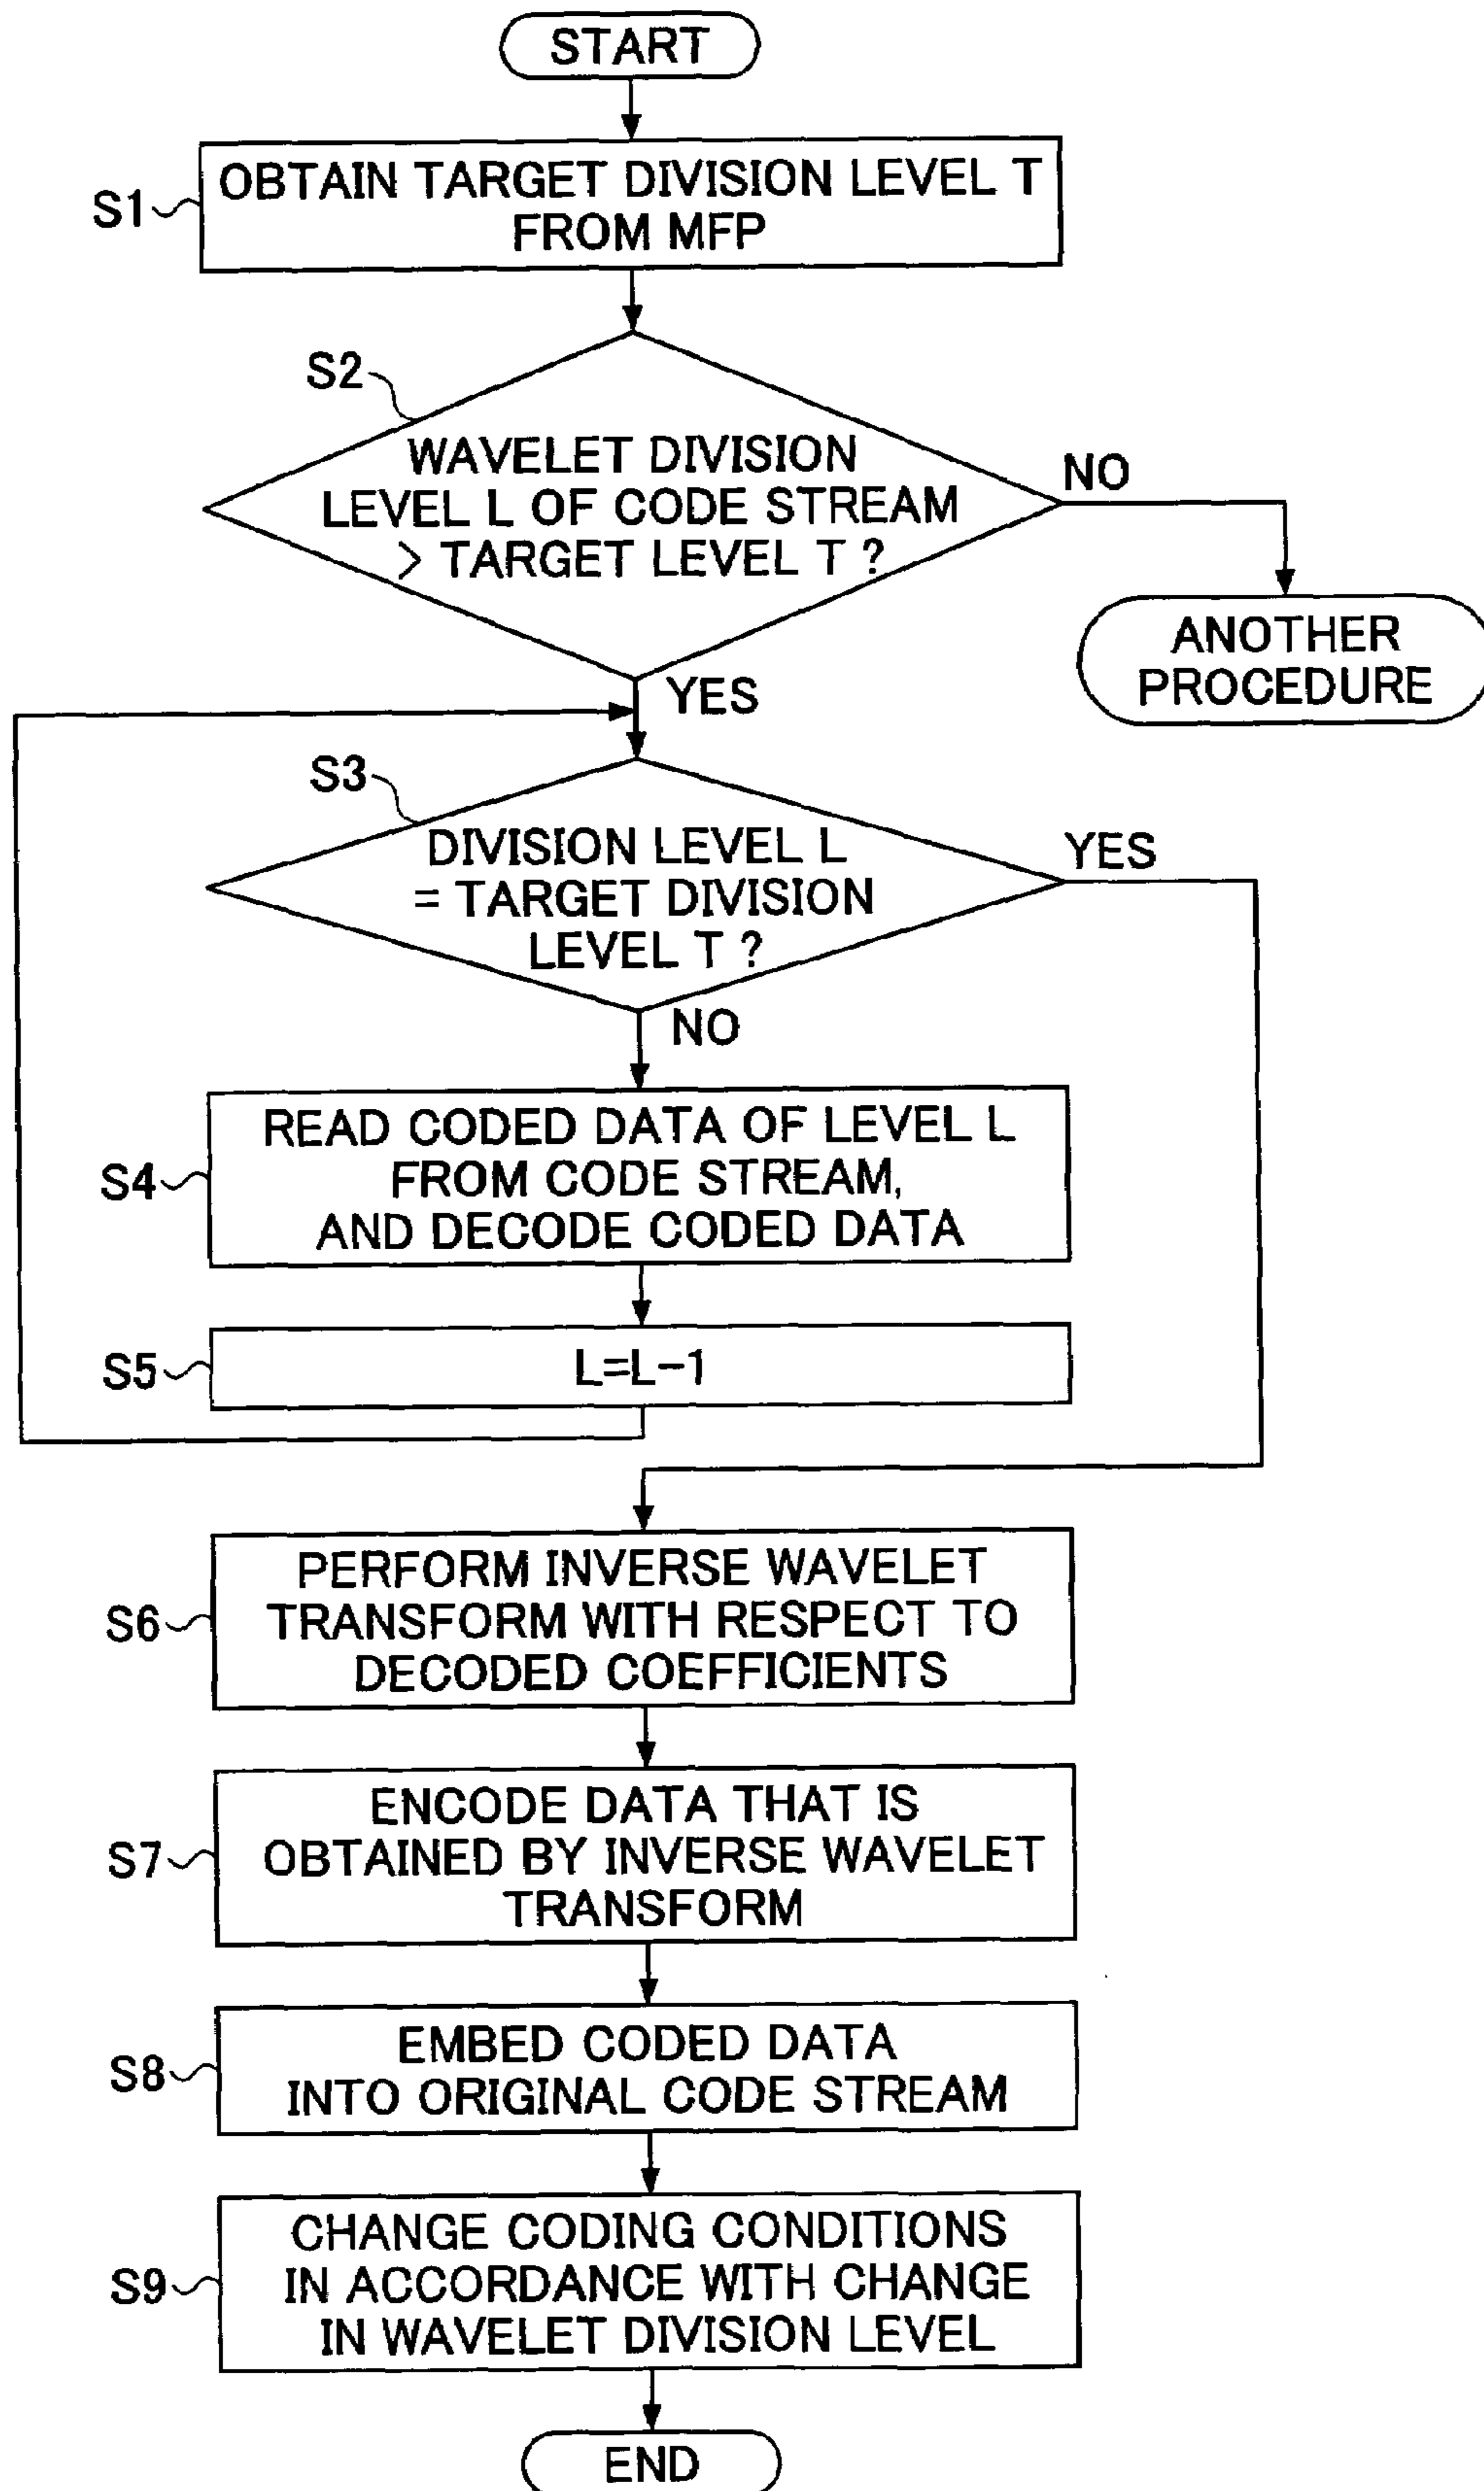 START
S1
OBTAIN TARGET DIVISION LEVEL T
FROM MFP
S2
WAVELET DIVISION
LEVEL L OF CODE STREAM
> TARGET LEVEL T ?
NO
ANOTHER
PROCEDURE
YES
S3
DIVISION LEVEL L
= TARGET DIVISION
LEVEL T ?
YES
NO
S4
READ CODED DATA OF LEVEL L
FROM CODE STREAM,
AND DECODE CODED DATA
S5
L=L-1
S6
PERFORM INVERSE WAVELET
TRANSFORM WITH RESPECT TO
DECODED COEFFICIENTS
S7
ENCODE DATA THAT IS
OBTAINED BY INVERSE WAVELET
TRANSFORM
S8
EMBED CODED DATA
INTO ORIGINAL CODE STREAM
S9
CHANGE CODING CONDITIONS
IN ACCORDANCE WITH CHANGE
IN WAVELET DIVISION LEVEL
END